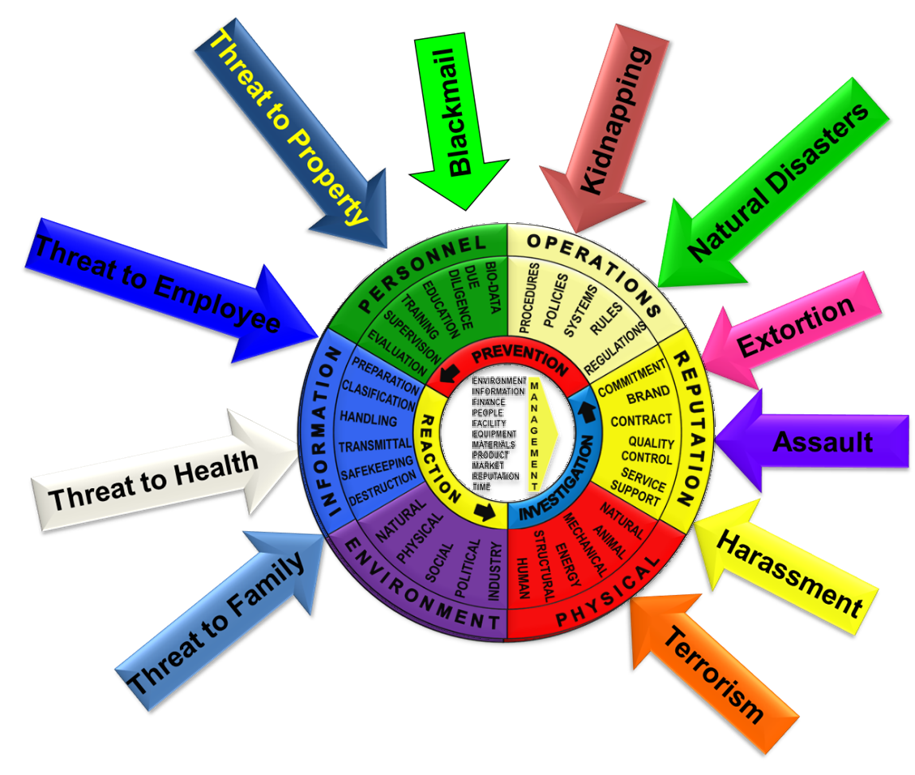 Threat to Property
Blackmail
Kidnapping
Natural Disasters
Threat to Employee
Extortion
Threat to Health
Assault
Threat to Family
Harassment
Terrorism
PERSONNEL
EVALUATION
SUPERVISION
TRAINING
EDUCATION
DUE
DILIGENCE
BIO-DATA
OPERATIONS
PROCEDURES
POLICIES
SYSTEMS
RULES
REGULATIONS
REPUTATION
COMMITMENT
BRAND
CONTRACT
QUALITY
CONTROL
SERVICE
SUPPORT
PHYSICAL
NATURAL
ANIMAL
MECHANICAL
ENERGY
STRUCTURAL
HUMAN
ENVIRONMENT
NATURAL
PHYSICAL
SOCIAL
POLITICAL
INDUSTRY
INFORMATION
PREPARATION
CLASIFICATION
HANDLING
TRANSMITTAL
SAFEKEEPING
DESTRUCTION
PREVENTION
INVESTIGATION
REACTION
ENVIRONMENT
INFORMATION
FINANCE
PEOPLE
FACILITY
EQUIPMENT
MATERIALS
PRODUCT
MARKET
REPUTATION
TIME
MANAGEMENT